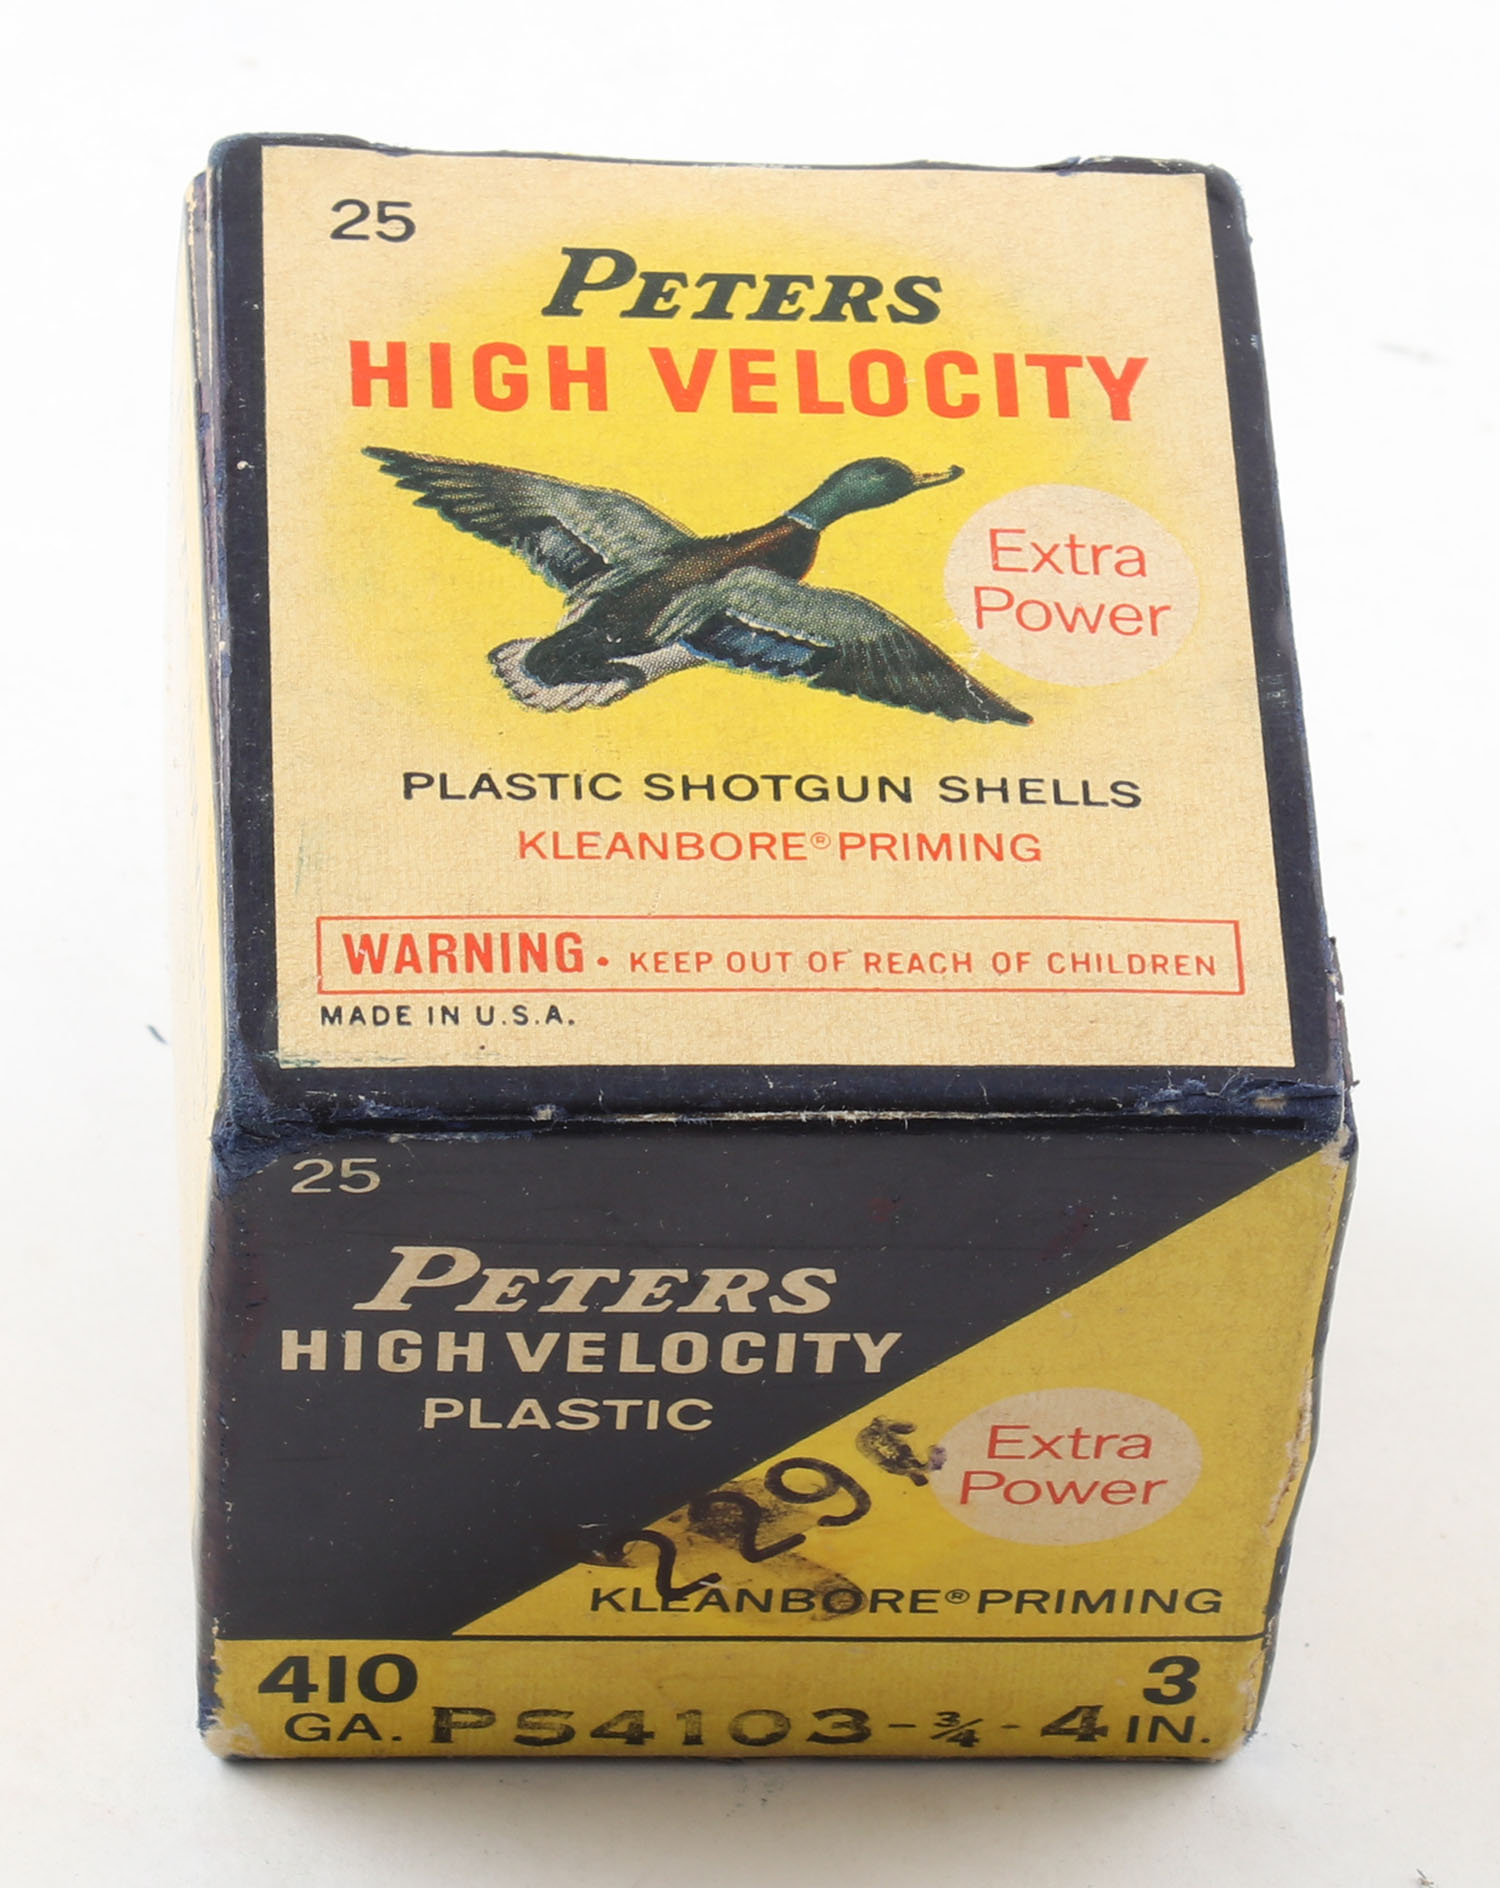 25
PETERS
HIGH VELOCITY
Extra
Power
PLASTIC SHOTGUN SHELLS
KLEANBORE® PRIMING
WARNING • KEEP OUT OF REACH OF CHILDREN
MADE IN U.S.A.
25
PETERS
HIGH VELOCITY
PLASTIC
Extra
Power
229
KLEANBORE® PRIMING
410 GA. PS4103-¾-4 3 IN.